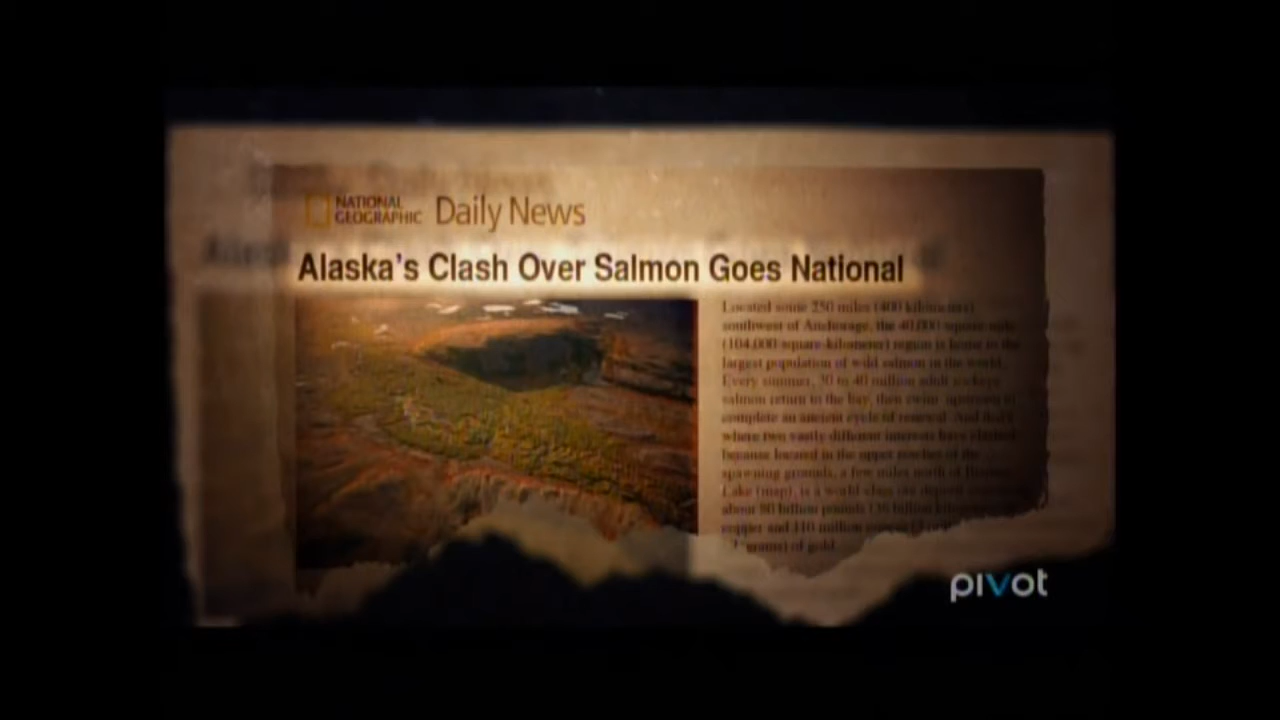 NATIONAL
GEOGRAPHIC
Daily News
Alaska's Clash Over Salmon Goes National
Located some 250 miles (400 kilometers)
southwest of Anchorage, the 40,000-square-mile
(104,000-square-kilometer) region is home to the
largest population of wild salmon in the world.
Every summer, 30 to 40 million adult sockeye
salmon return to the bay, then swim upstream to
complete an ancient cycle of renewal. And that's
where two vastly different interests have clashed
because located in the upper reaches of the
spawning grounds, a few miles north of
Lake (map), is a world-class ore deposit
about 80 billion pounds (36 billion
copper and 110 million
of gold
pivot